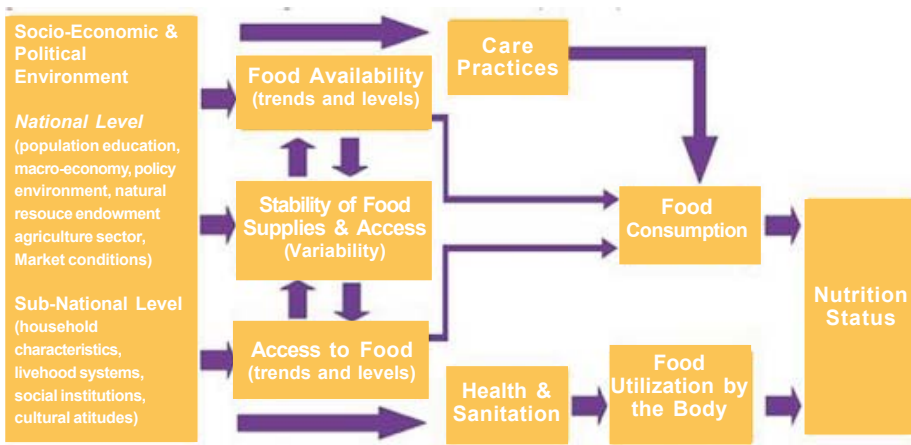 Socio-Economic &
Political
Environment
National Level
(population education,
macro-economy, policy
environment, natural
resouce endowment
agriculture sector,
Market conditions)
Sub-National Level
(household
characteristics,
livehood systems,
social institutions,
cultural atitudes)
Food Availability
(trends and levels)
Stability of Food
Supplies & Access
(Variability)
Access to Food
(trends and levels)
Care
Practices
Health &
Sanitation
Food
Consumption
Food
Utilization by
the Body
Nutrition
Status